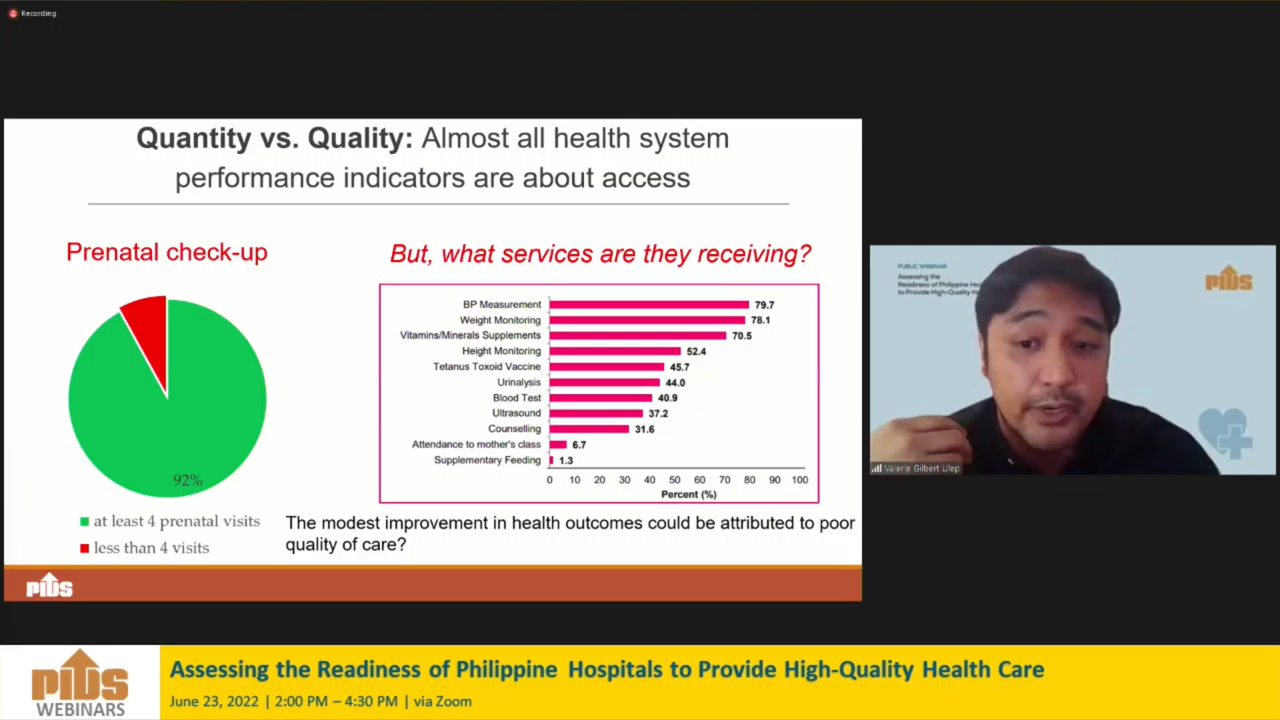 Recording
Quantity vs. Quality: Almost all health system
performance indicators are about access
Prenatal check-up
92%
at least 4 prenatal visits
less than 4 visits
But, what services are they receiving?
BP Measurement 79.7
Weight Monitoring 78.1
Vitamins/Minerals Supplements 70.5
Height Monitoring 52.4
Tetanus Toxoid Vaccine 45.7
Urinalysis 44.0
Blood Test 40.9
Ultrasound 37.2
Counselling 31.6
Attendance to mother's class 6.7
Supplementary Feeding 1.3
0 10 20 30 40 50 60 70 80 90 100
Percent (%)
The modest improvement in health outcomes could be attributed to poor
quality of care?
PIDS
PUBLIC WEBINAR
Assessing the
Readiness of Philippine
to Provide High-Quality
PIDS
Valerie Gilbert Ulep
PIDS
WEBINARS
Assessing the Readiness of Philippine Hospitals to Provide High-Quality Health Care
June 23, 2022 | 2:00 PM – 4:30 PM | via Zoom